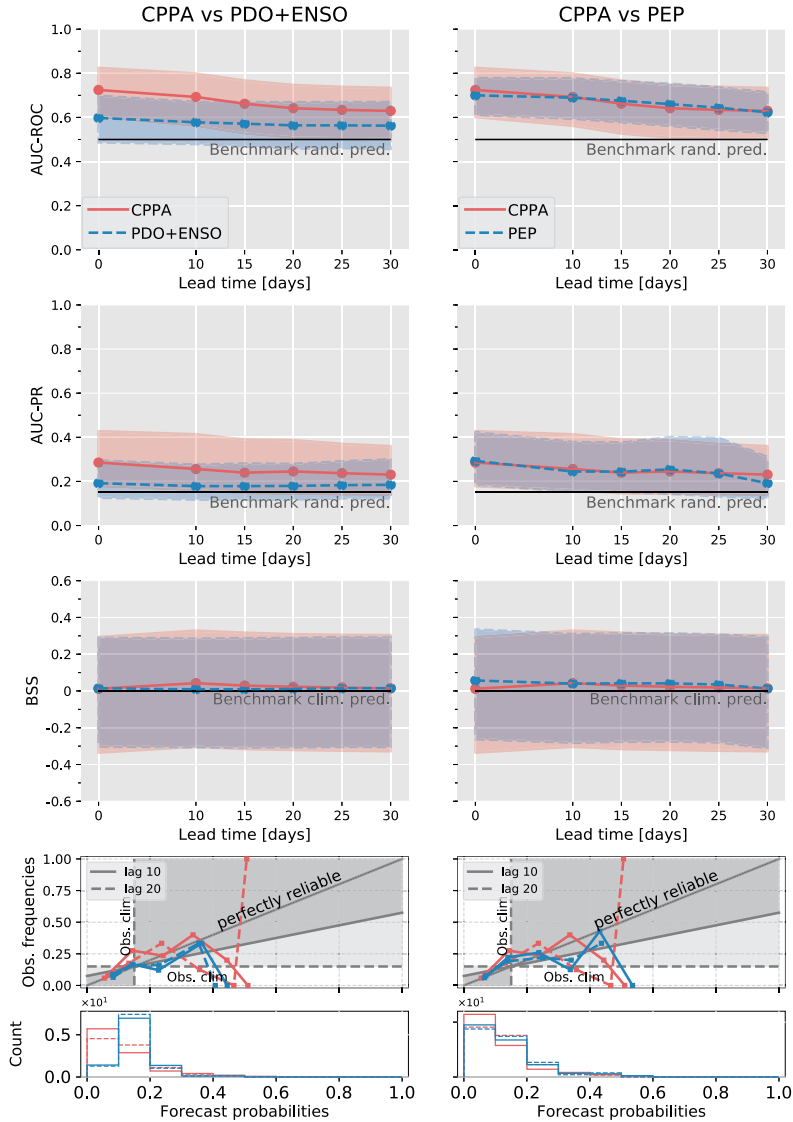 CPPA vs PDO+ENSO
CPPA vs PEP
1.0
0.8
0.6
0.4
0.2
0.0
AUC-ROC
Benchmark rand. pred.
CPPA
PDO+ENSO
0
10
15
20
25
30
Lead time [days]
Benchmark rand. pred.
CPPA
PEP
0
10
15
20
25
30
Lead time [days]
1.0
0.8
0.6
0.4
0.2
0.0
AUC-PR
Benchmark rand. pred.
0
10
15
20
25
30
Lead time [days]
Benchmark rand. pred.
0
10
15
20
25
30
Lead time [days]
0.6
0.4
0.2
0
-0.2
-0.4
-0.6
BSS
Benchmark clim. pred.
0
10
15
20
25
30
Lead time [days]
Benchmark clim. pred.
0
10
15
20
25
30
Lead time [days]
1.00
0.75
0.50
0.25
0.00
Obs. frequencies
lag 10
lag 20
Obs. clim
perfectly reliable
Obs. clim
lag 10
lag 20
Obs. clim
perfectly reliable
Obs. clim
×10¹
0.5
0.0
Count
0.0
0.2
0.4
0.6
0.8
1.0
Forecast probabilities
×10¹
0.0
0.2
0.4
0.6
0.8
1.0
Forecast probabilities